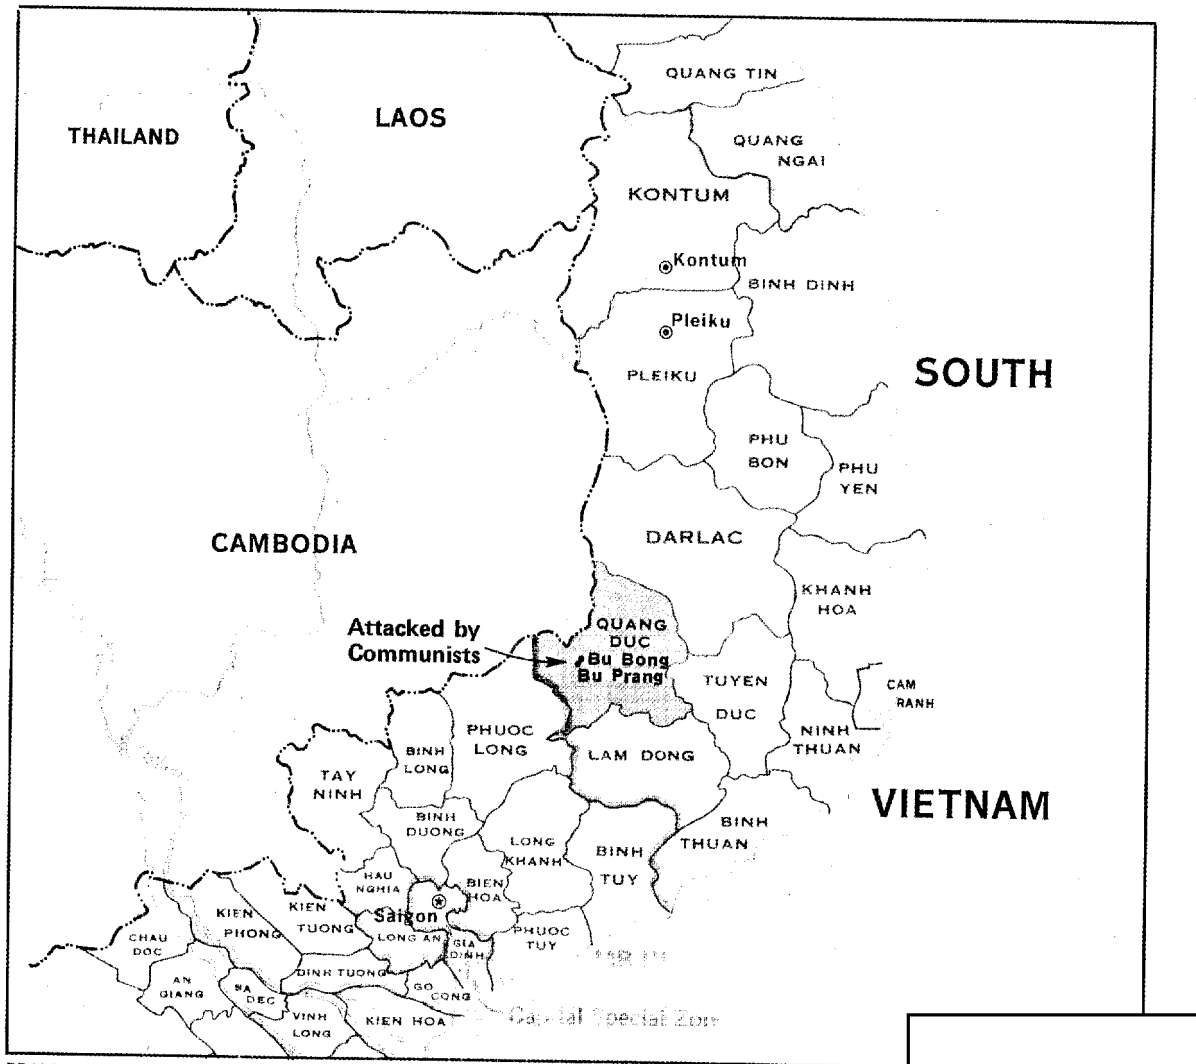 QUANG TIN
THAILAND
LAOS
QUANG
NGAI
KONTUM
Kontum
BINH DINH
Pleiku
SOUTH
PLEIKU
PHU
BON
PHU
YEN
DARLAC
CAMBODIA
KHANH
HOA
Attacked by
Communists
QUANG
DUC
Bu Bong
Bu Prang
TUYEN
DUC
CAM
RANH
PHUOC
LONG
NINH
THUAN
BINH
LONG
LAM DONG
TAY
NINH
VIETNAM
BINH
DUONG
BINH
THUAN
LONG
KHANH
BINH
TUY
HAU
NGHIA
BIEN
HOA
Saigon
KIEN
PHONG
KIEN
TUONG
LONG AN
GIA
DINH
PHUOC
TUY
CHAU
DOC
DINH TUONG
AN
GIANG
SA
DEC
GO
CONG
VINH
LONG
KIEN HOA
Capital Special Zone